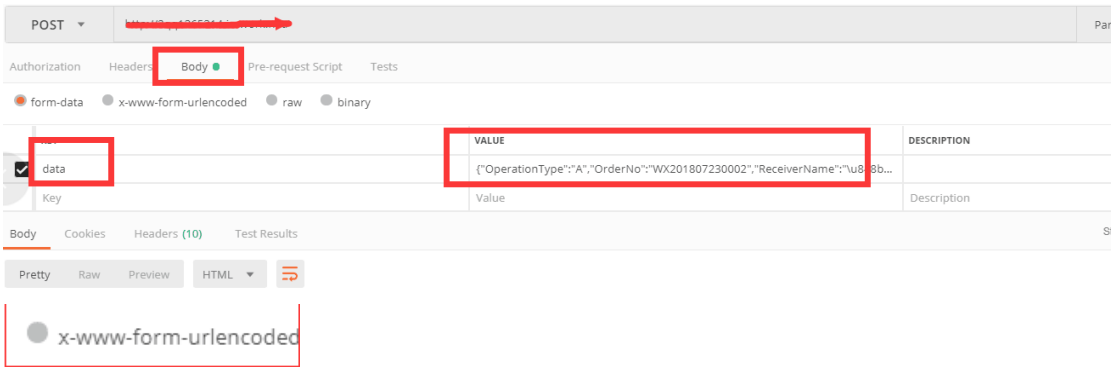 POST
Par
Authorization Headers Body Pre-request Script Tests
form-data x-www-form-urlencoded raw binary
VALUE DESCRIPTION
data {"OperationType":"A","OrderNo":"WX201807230002","ReceiverName":"\u8d8b...
Key Value Description
Body Cookies Headers (10) Test Results
Pretty Raw Preview HTML
x-www-form-urlencoded